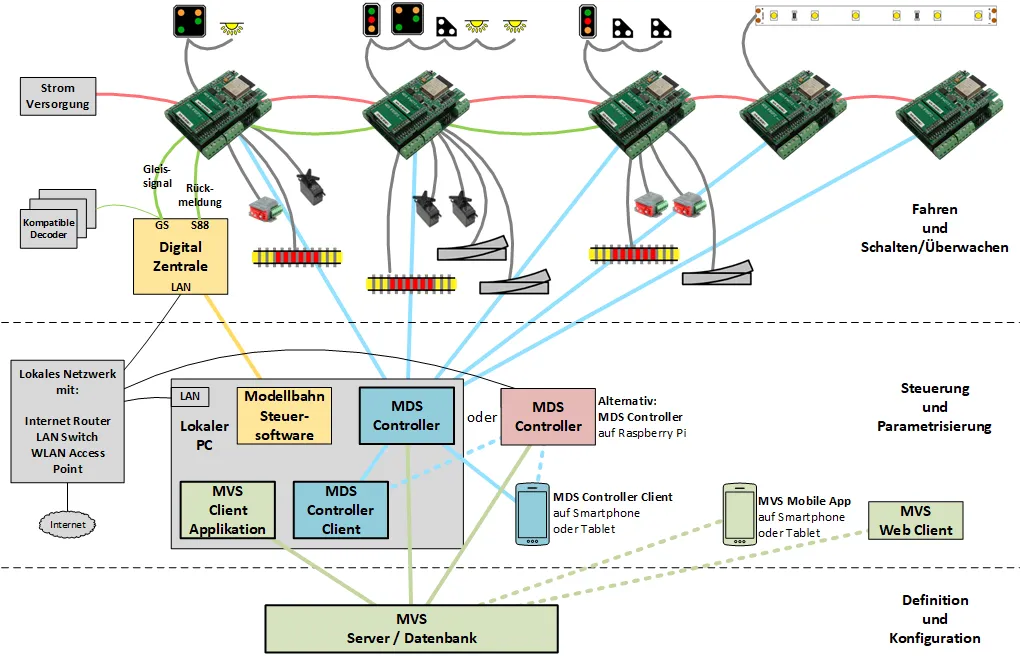 Strom
Versorgung
Gleis-
signal
Rück-
meldung
Kompatible
Decoder
GS
S88
Digital
Zentrale
LAN
Fahren
und
Schalten/Überwachen
Lokales Netzwerk
mit:
Internet Router
LAN Switch
WLAN Access
Point
Internet
LAN
Lokaler
PC
Modellbahn
Steuer-
software
MDS
Controller
oder
MDS
Controller
Alternativ:
MDS Controller
auf Raspberry Pi
Steuerung
und
Parametrisierung
MVS
Client
Applikation
MDS
Controller
Client
MDS Controller Client
auf Smartphone
oder Tablet
MVS Mobile App
auf Smartphone
oder Tablet
MVS
Web Client
MVS
Server / Datenbank
Definition
und
Konfiguration